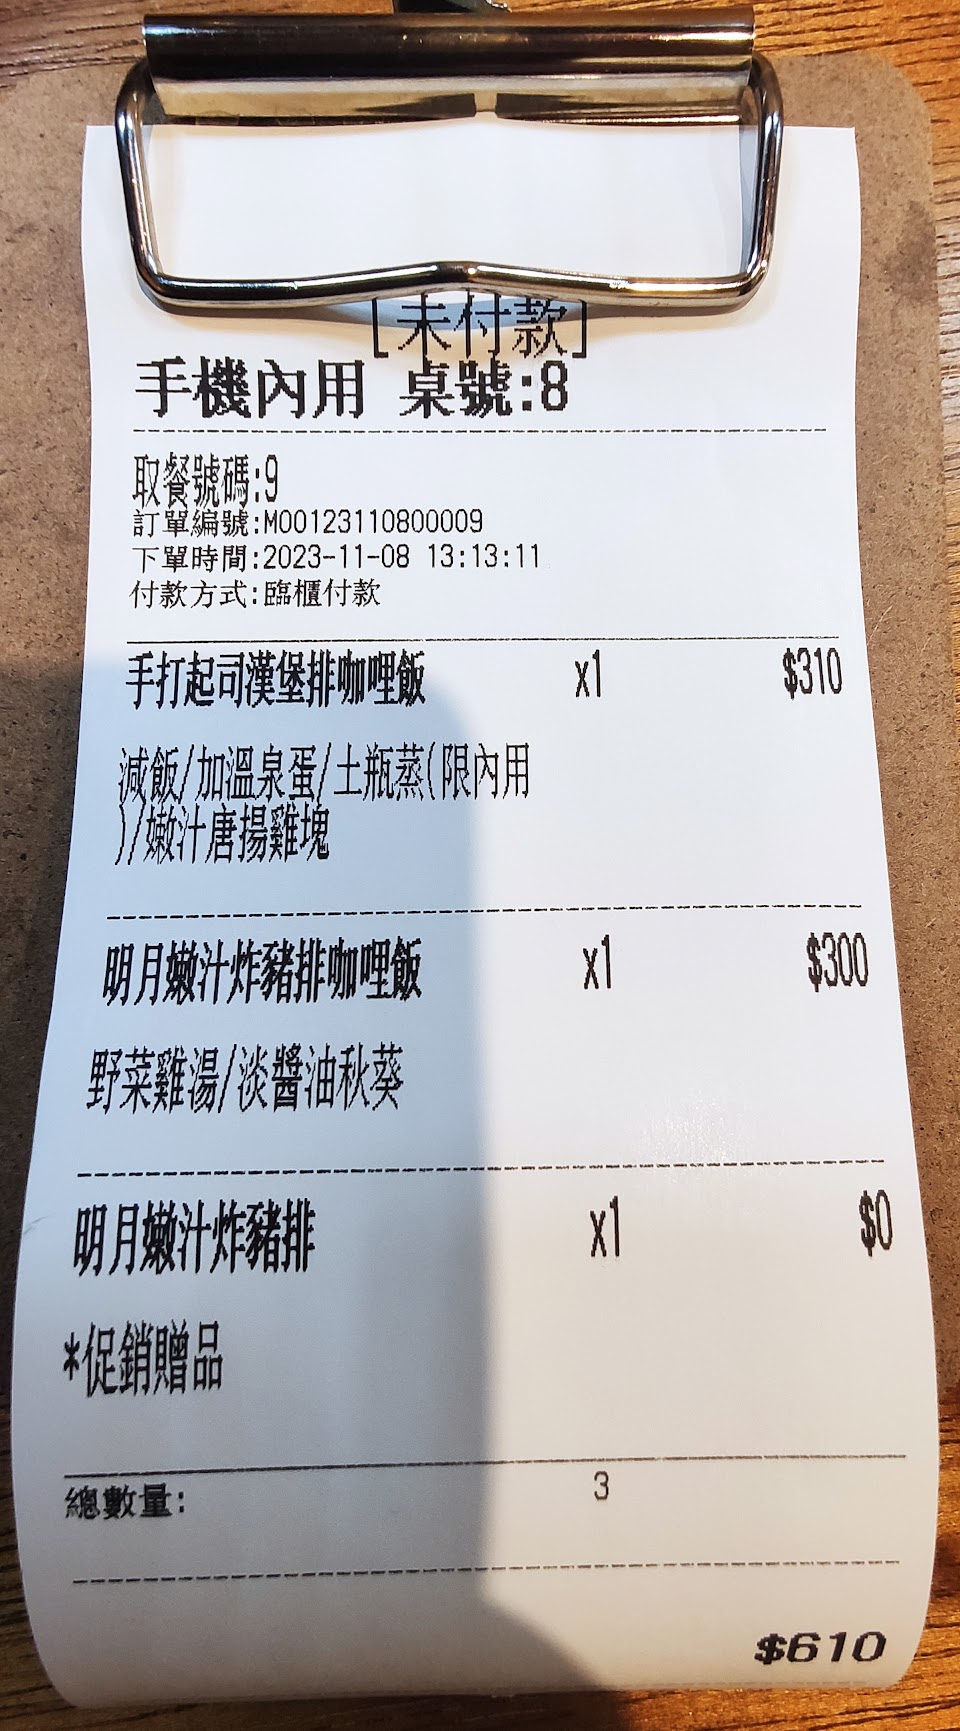 [未付款]
手機內用 桌號:8
取餐號碼:9
訂單編號:M00123110800009
下單時間:2023-11-08 13:13:11
付款方式:臨櫃付款
手打起司漢堡排咖哩飯 x1 $310
減飯/加溫泉蛋/土瓶蒸(限內用
)/嫩汁唐揚雞塊
明月嫩汁炸豬排咖哩飯 x1 $300
野菜雞湯/淡醬油秋葵
明月嫩汁炸豬排 x1 $0
*促銷贈品
總數量: 3
$610